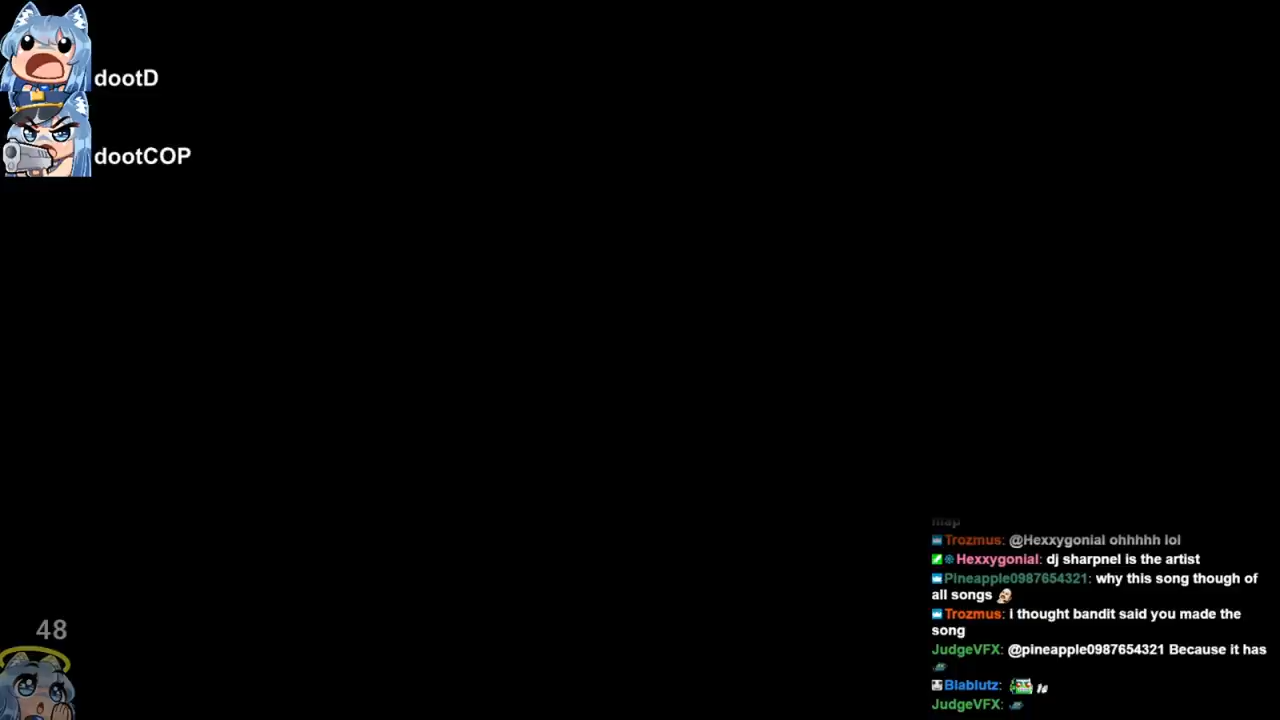 dootD
dootCOP
map
Trozmus: @Hexxygonial ohhhhh lol
Hexxygonial: dj sharpnel is the artist
Pineapple0987654321: why this song though of
all songs
Trozmus: i thought bandit said you made the
song
JudgeVFX: @pineapple0987654321 Because it has
Blablutz:
JudgeVFX:
48